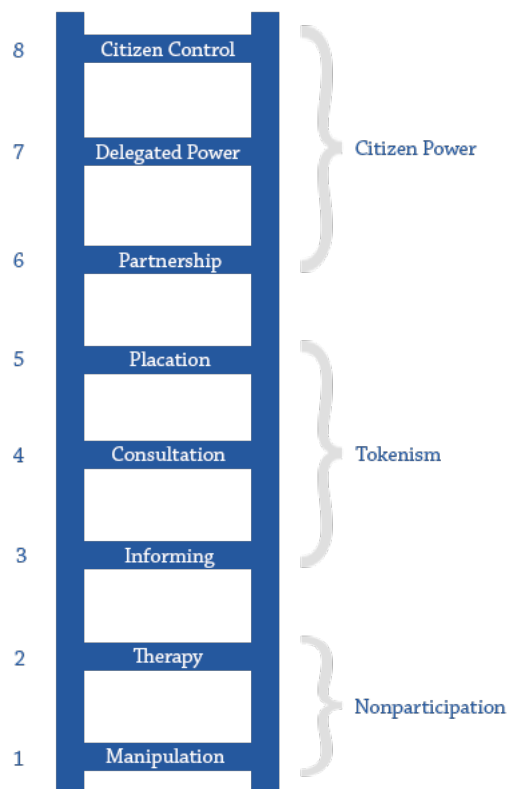 8 Citizen Control
7 Delegated Power
Citizen Power
6 Partnership
5 Placation
4 Consultation
Tokenism
3 Informing
2 Therapy
Nonparticipation
1 Manipulation